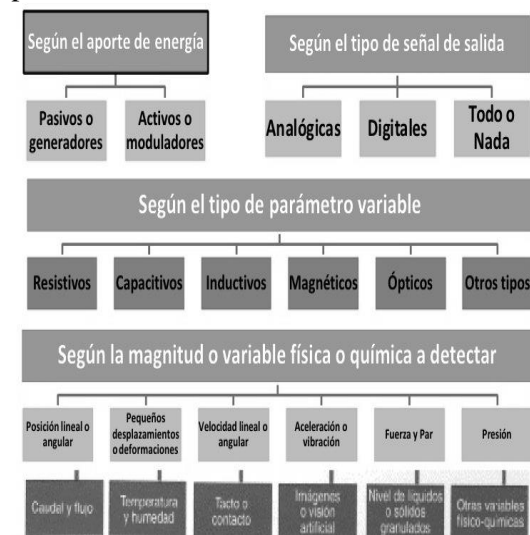 Según el aporte de energía
Pasivos o
generadores
Activos o
moduladores
Según el tipo de señal de salida
Analógicas
Digitales
Todo o
Nada
Según el tipo de parámetro variable
Resistivos
Capacitivos
Inductivos
Magnéticos
Ópticos
Otros tipos
Según la magnitud o variable física o química a detectar
Posición lineal o
angular
Pequeños
desplazamientos
o deformaciones
Velocidad lineal o
angular
Aceleración o
vibración
Fuerza y Par
Presión
Caudal y flujo
Temperatura
y humedad
Tacto o
contacto
Imágenes
o visión
artificial
Nivel de líquidos
o sólidos
granulados
Otras variables
físico-químicas